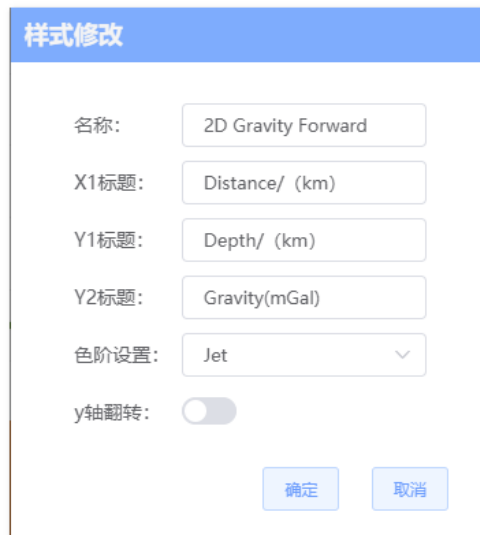 样式修改
名称： 2D Gravity Forward
X1标题： Distance/（km）
Y1标题： Depth/（km）
Y2标题： Gravity(mGal)
色阶设置： Jet
y轴翻转：
确定 取消